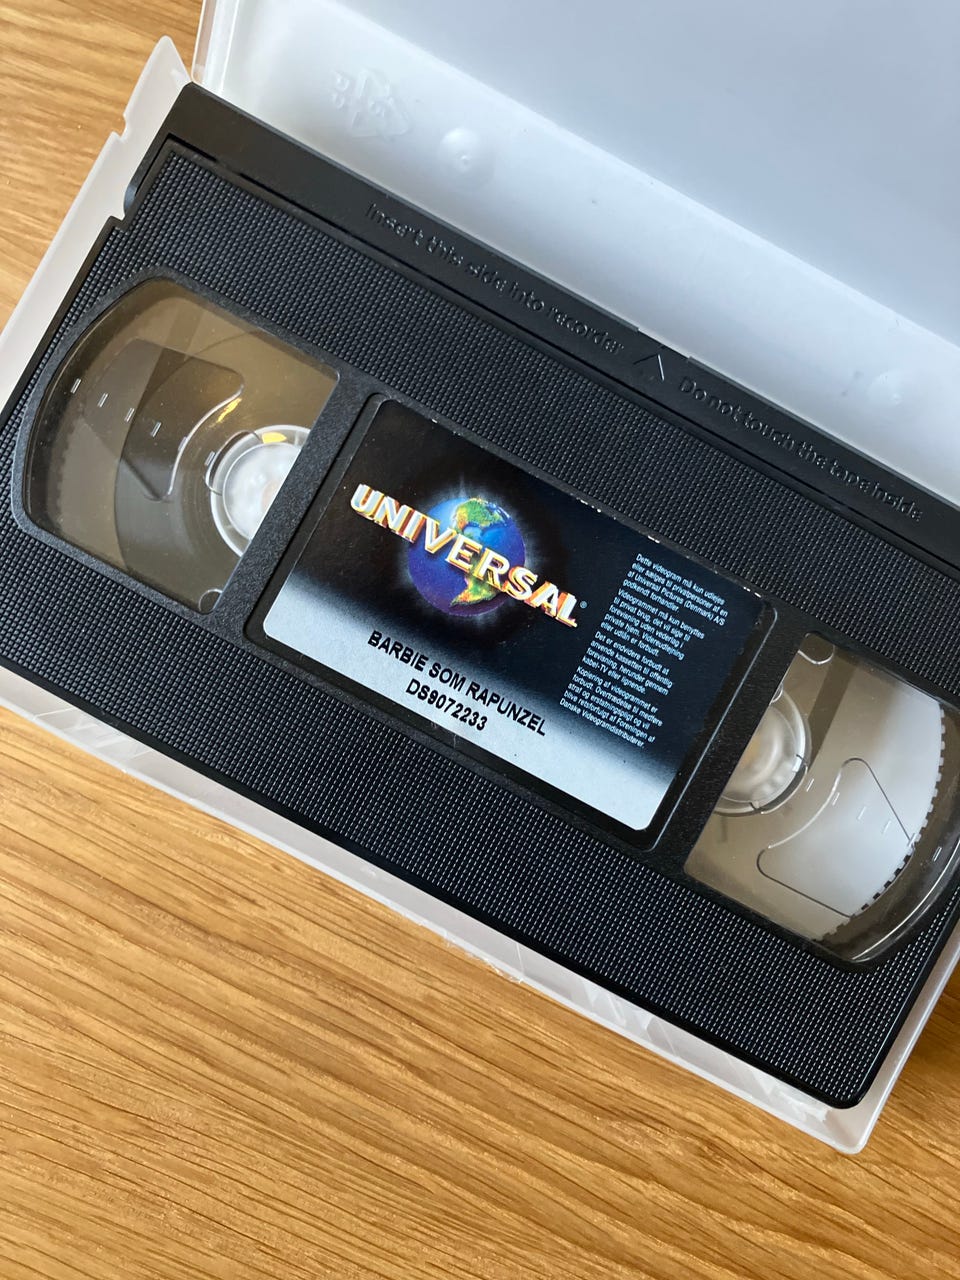 Insert this side into recorder
Do not touch the tape inside
UNIVERSAL®
BARBIE SOM RAPUNZEL
DS9072233
Dette videogram må kun udlejes
eller sælges til privatpersoner af en
af Universal Pictures (Denmark) A/S
godkendt forhandler.
Videogrammet må kun benyttes
til privat brug, det vil sige til
forevisning uden vederlag i
private hjem. Videreudlejning
eller udlån er forbudt.
Det er endvidere forbudt at
anvende kassetten til offentlig
forevisning, herunder gennem
kabel-TV eller lignende.
Kopiering af videogrammet er
forbudt. Overtrædelse vil medføre
straf og erstatningspligt og vil
blive retsforfulgt af Foreningen af
Danske Videogramdistributører.